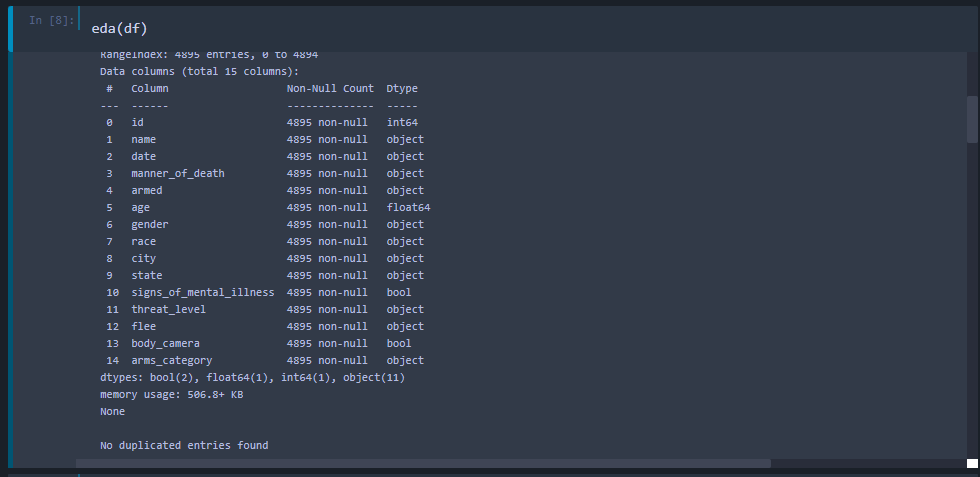 In [8]:
eda(df)
RangeIndex: 4895 entries, 0 to 4894
Data columns (total 15 columns):
 #   Column                   Non-Null Count  Dtype
---  ------                   --------------  -----
 0   id                       4895 non-null   int64
 1   name                     4895 non-null   object
 2   date                     4895 non-null   object
 3   manner_of_death          4895 non-null   object
 4   armed                    4895 non-null   object
 5   age                      4895 non-null   float64
 6   gender                   4895 non-null   object
 7   race                     4895 non-null   object
 8   city                     4895 non-null   object
 9   state                    4895 non-null   object
 10  signs_of_mental_illness  4895 non-null   bool
 11  threat_level             4895 non-null   object
 12  flee                     4895 non-null   object
 13  body_camera              4895 non-null   bool
 14  arms_category            4895 non-null   object
dtypes: bool(2), float64(1), int64(1), object(11)
memory usage: 506.8+ KB
None
No duplicated entries found